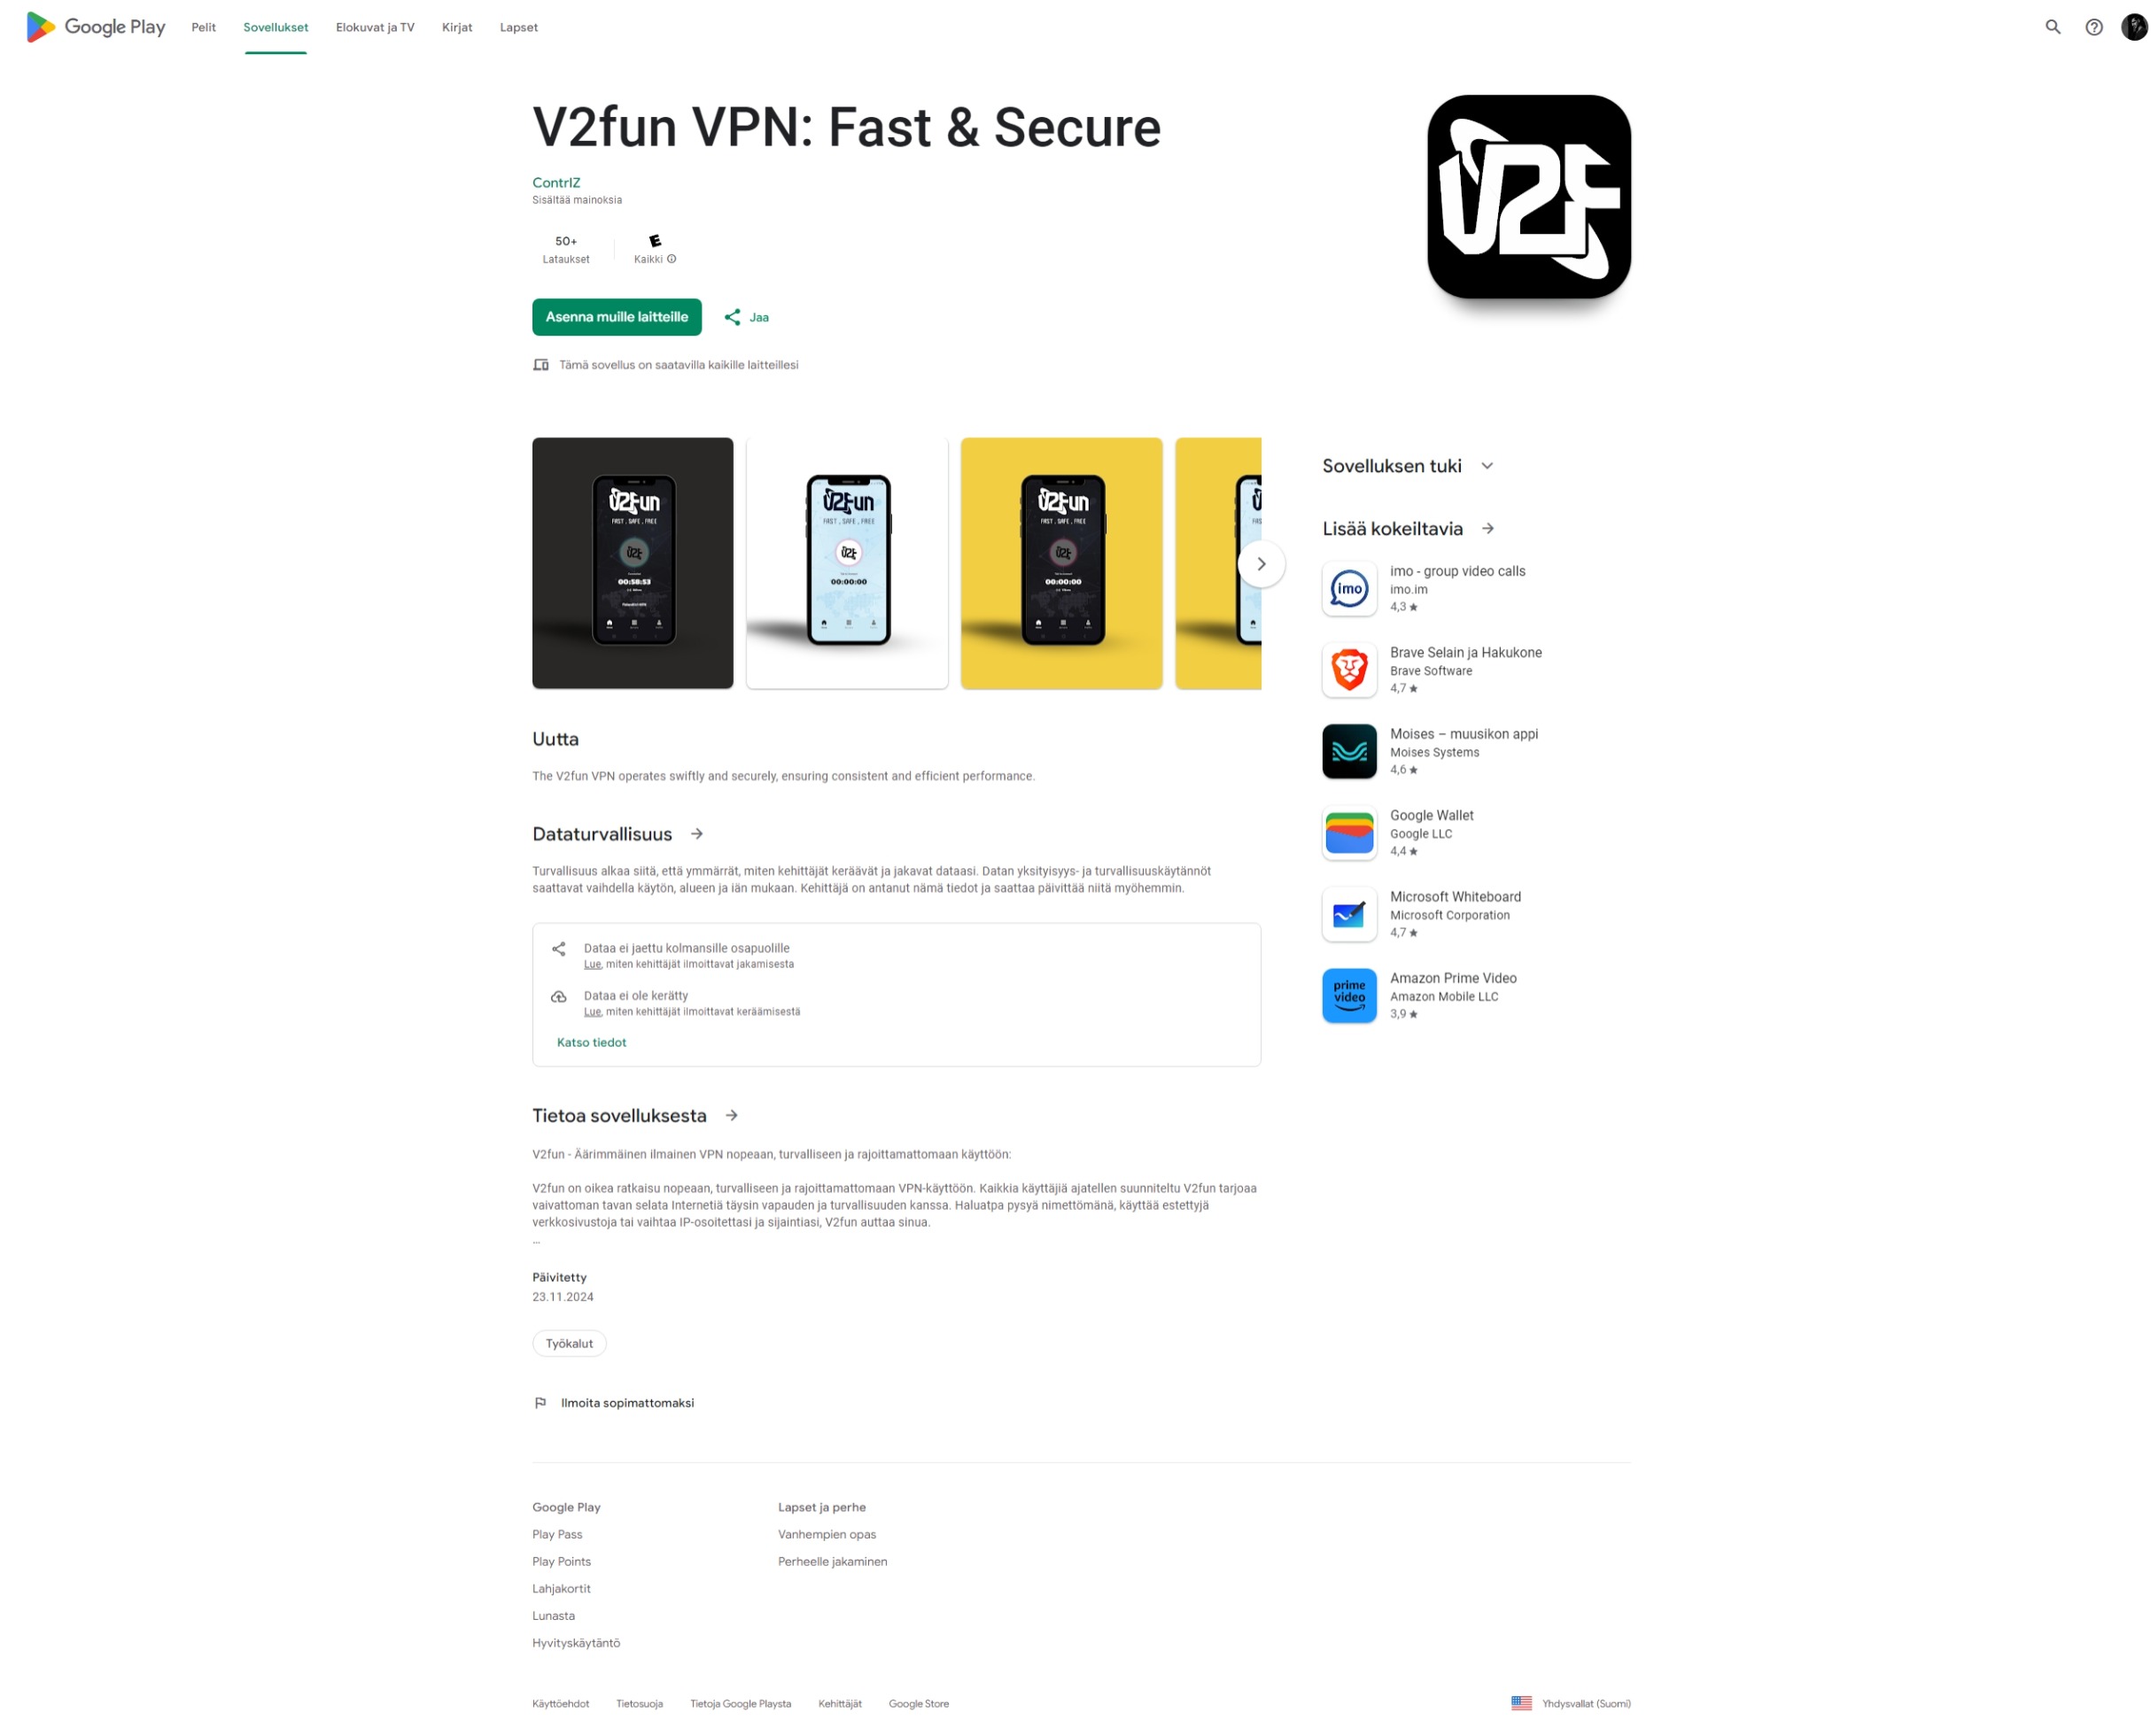 Google Play
Pelit
Sovellukset
Elokuvat ja TV
Kirjat
Lapset
V2fun VPN: Fast & Secure
ContrlZ
Sisältää mainoksia
50+
Lataukset
E
Kaikki
Asenna muille laitteille
Jaa
Tämä sovellus on saatavilla kaikille laitteillesi
V2F
V2Fun
FAST , SAFE , FREE
00:58:53
V2Fun
FAST , SAFE , FREE
00:00:00
V2Fun
FAST , SAFE , FREE
00:00:00
Uutta
The V2fun VPN operates swiftly and securely, ensuring consistent and efficient performance.
Dataturvallisuus
Turvallisuus alkaa siitä, että ymmärrät, miten kehittäjät keräävät ja jakavat dataasi. Datan yksityisyys- ja turvallisuuskäytännöt
saattavat vaihdella käytön, alueen ja iän mukaan. Kehittäjä on antanut nämä tiedot ja saattaa päivittää niitä myöhemmin.
Dataa ei jaettu kolmansille osapuolille
Lue, miten kehittäjät ilmoittavat jakamisesta
Dataa ei ole kerätty
Lue, miten kehittäjät ilmoittavat keräämisestä
Katso tiedot
Tietoa sovelluksesta
V2fun - Äärimmäinen ilmainen VPN nopeaan, turvalliseen ja rajoittamattomaan käyttöön:
V2fun on oikea ratkaisu nopeaan, turvalliseen ja rajoittamattomaan VPN-käyttöön. Kaikkia käyttäjiä ajatellen suunniteltu V2fun tarjoaa
vaivattoman tavan selata Internetiä täysin vapauden ja turvallisuuden kanssa. Haluatpa pysyä nimettömänä, käyttää estettyjä
verkkosivustoja tai vaihtaa IP-osoitettasi ja sijaintiasi, V2fun auttaa sinua.
...
Päivitetty
23.11.2024
Työkalut
Ilmoita sopimattomaksi
Sovelluksen tuki
Lisää kokeiltavia
imo
imo - group video calls
imo.im
4,3 ★
Brave Selain ja Hakukone
Brave Software
4,7 ★
Moises – muusikon appi
Moises Systems
4,6 ★
Google Wallet
Google LLC
4,4 ★
Microsoft Whiteboard
Microsoft Corporation
4,7 ★
prime
video
Amazon Prime Video
Amazon Mobile LLC
3,9 ★
Google Play
Play Pass
Play Points
Lahjakortit
Lunasta
Hyvityskäytäntö
Lapset ja perhe
Vanhempien opas
Perheelle jakaminen
Käyttöehdot
Tietosuoja
Tietoja Google Playsta
Kehittäjät
Google Store
Yhdysvallat (Suomi)